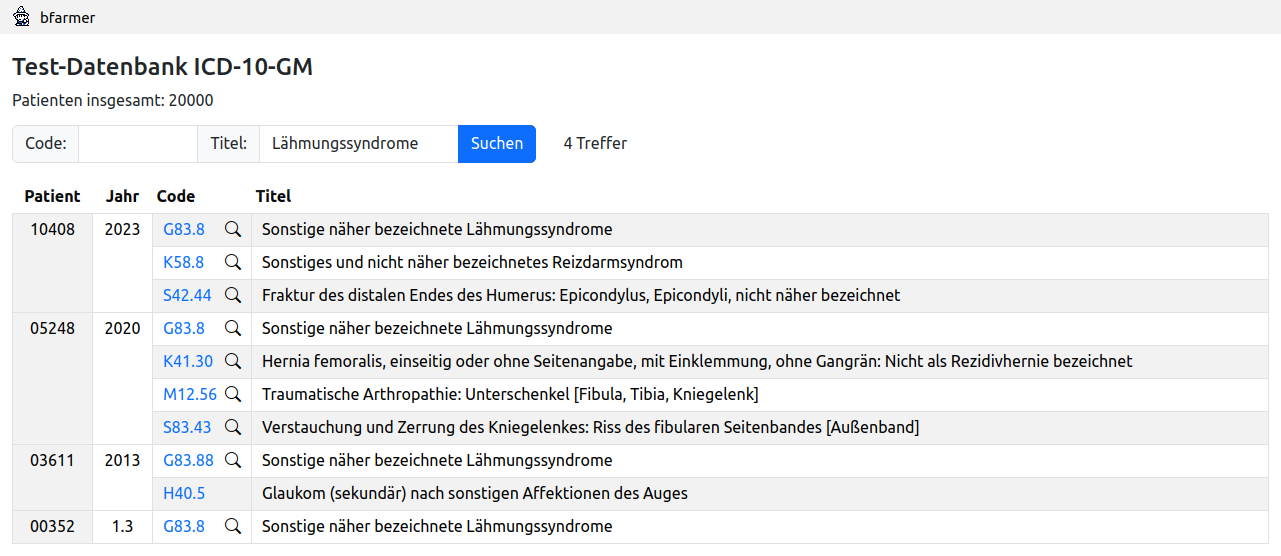 bfarmer
Test-Datenbank ICD-10-GM
Patienten insgesamt: 20000
Code: Titel: Lähmungssyndrome Suchen 4 Treffer
Patient Jahr Code Titel
10408 2023 G83.8 Sonstige näher bezeichnete Lähmungssyndrome
K58.8 Sonstiges und nicht näher bezeichnetes Reizdarmsyndrom
S42.44 Fraktur des distalen Endes des Humerus: Epicondylus, Epicondyli, nicht näher bezeichnet
05248 2020 G83.8 Sonstige näher bezeichnete Lähmungssyndrome
K41.30 Hernia femoralis, einseitig oder ohne Seitenangabe, mit Einklemmung, ohne Gangrän: Nicht als Rezidivhernie bezeichnet
M12.56 Traumatische Arthropathie: Unterschenkel [Fibula, Tibia, Kniegelenk]
S83.43 Verstauchung und Zerrung des Kniegelenkes: Riss des fibularen Seitenbandes [Außenband]
03611 2013 G83.88 Sonstige näher bezeichnete Lähmungssyndrome
H40.5 Glaukom (sekundär) nach sonstigen Affektionen des Auges
00352 1.3 G83.8 Sonstige näher bezeichnete Lähmungssyndrome